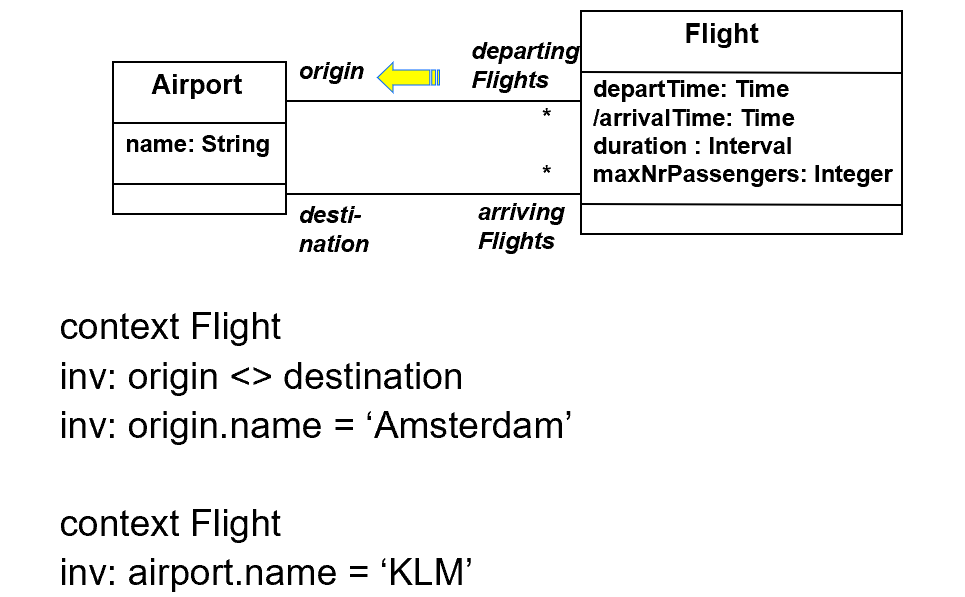 Airport
name: String
origin
departing
Flights
*
*
desti-
nation
arriving
Flights
Flight
departTime: Time
/arrivalTime: Time
duration : Interval
maxNrPassengers: Integer
context Flight
inv: origin <> destination
inv: origin.name = ‘Amsterdam’
context Flight
inv: airport.name = ‘KLM’